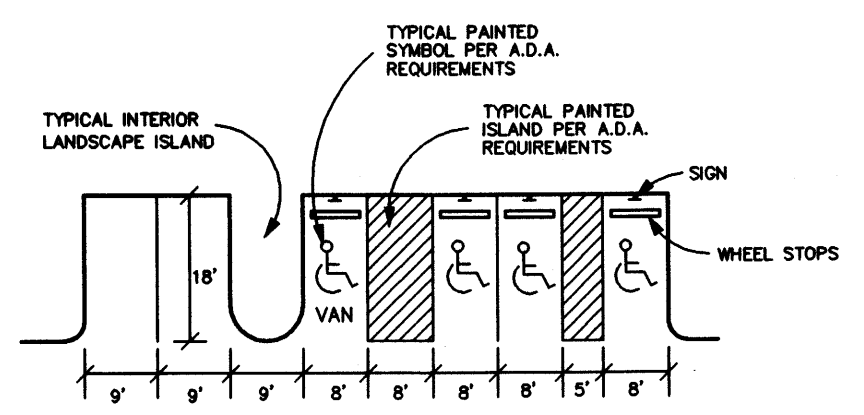 TYPICAL PAINTED
SYMBOL PER A.D.A.
REQUIREMENTS
TYPICAL INTERIOR
LANDSCAPE ISLAND
TYPICAL PAINTED
ISLAND PER A.D.A.
REQUIREMENTS
SIGN
WHEEL STOPS
18'
VAN
9' 9' 9' 8' 8' 8' 8' 5' 8'